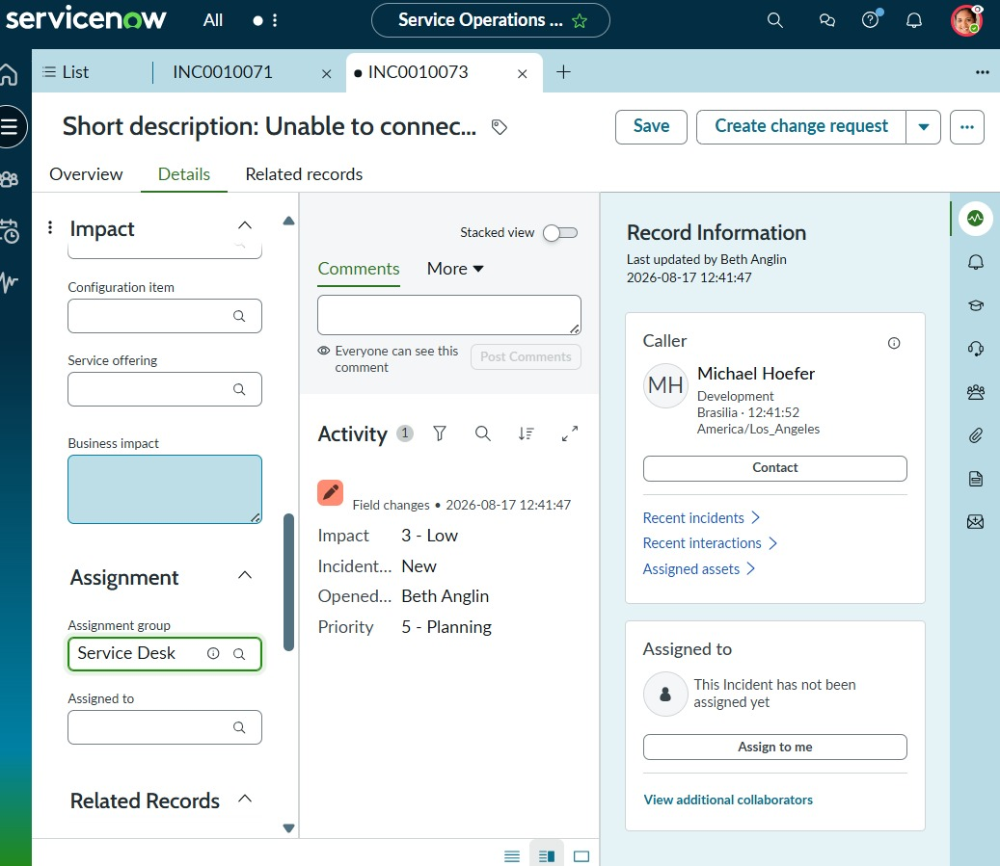 servicenow
All
Service Operations ...
List
INC0010071
INC0010073
Short description: Unable to connec...
Save
Create change request
Overview
Details
Related records
Impact
Configuration item
Service offering
Business impact
Assignment
Assignment group
Service Desk
Assigned to
Related Records
Stacked view
Comments
More
Everyone can see this
comment
Post Comments
Activity 1
Field changes • 2026-08-17 12:41:47
Impact 3 - Low
Incident... New
Opened... Beth Anglin
Priority 5 - Planning
Record Information
Last updated by Beth Anglin
2026-08-17 12:41:47
Caller
MH
Michael Hoefer
Development
Brasilia · 12:41:52
America/Los_Angeles
Contact
Recent incidents
Recent interactions
Assigned assets
Assigned to
This Incident has not been
assigned yet
Assign to me
View additional collaborators